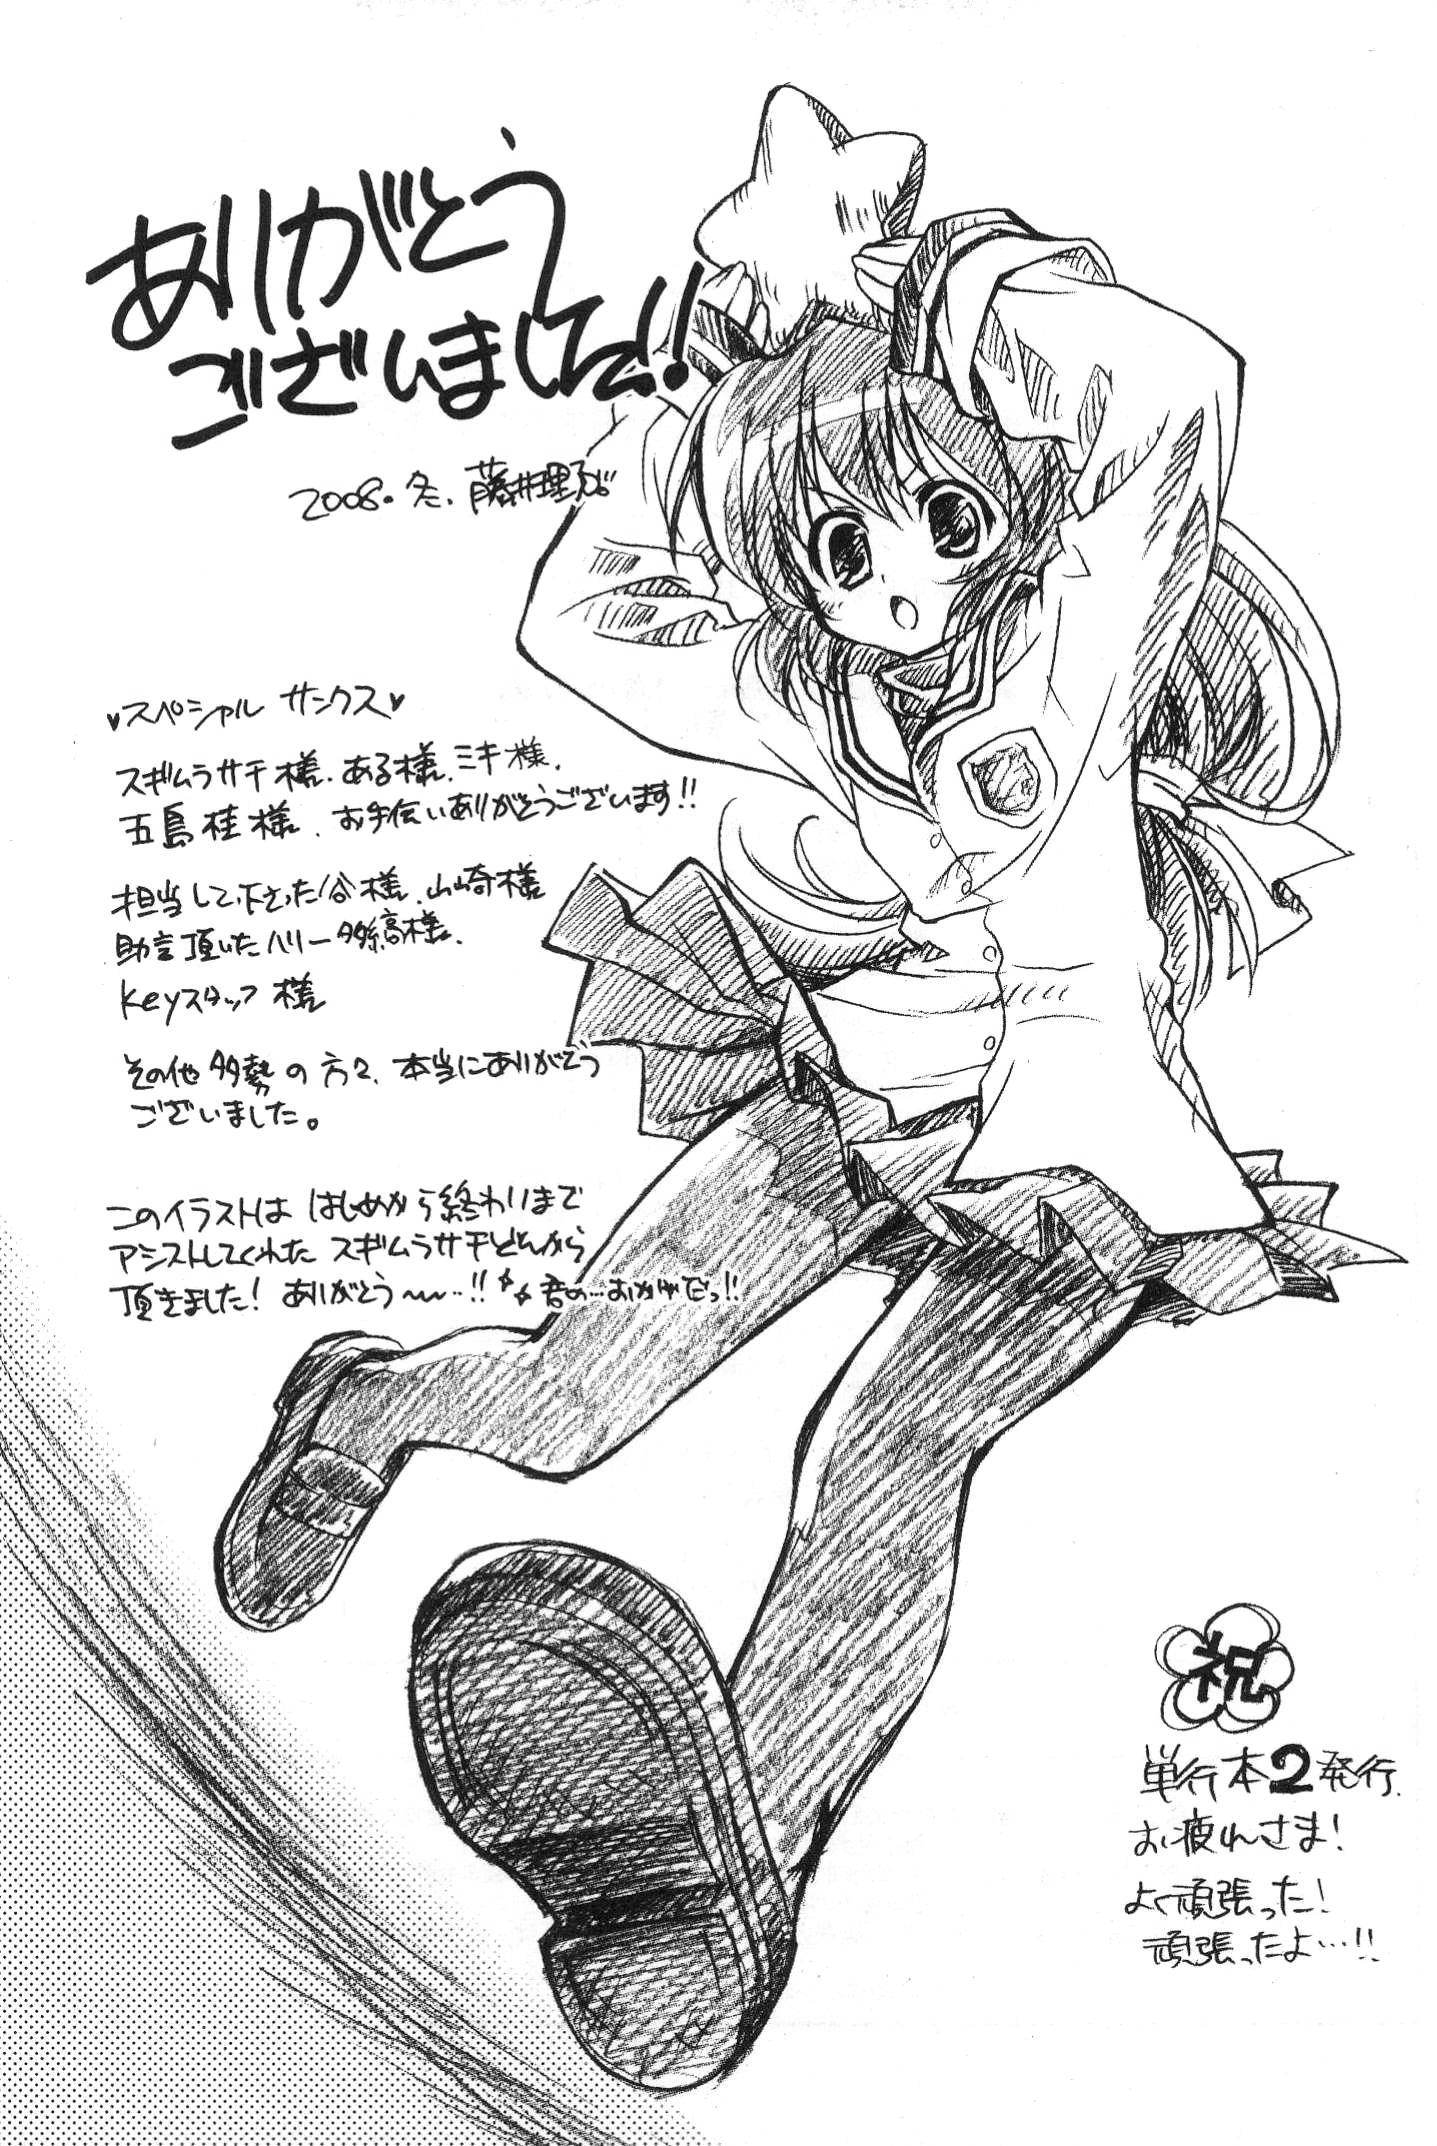 ありがとう
ございました!!
2008.冬.藤井理乃ぶ
♥スペシャル サンクス♥
スギムラサチ様.ある様.ミキ様.
五島桂様.お手伝いありがとうございます!!
担当して下さった谷様.山崎様
助言頂いたハリー多編様.
Keyスタッフ様
その他多勢の方々、本当にありがとう
ございました。
このイラストは はじめから終わりまで
アシストしてくれた スギムラサチどんから
頂きました! ありがとう〜〜…!! 君の…おかげだっ!!
祝
単行本2発行.
お疲れさま!
よく頑張った!
頑張ったよ…!!